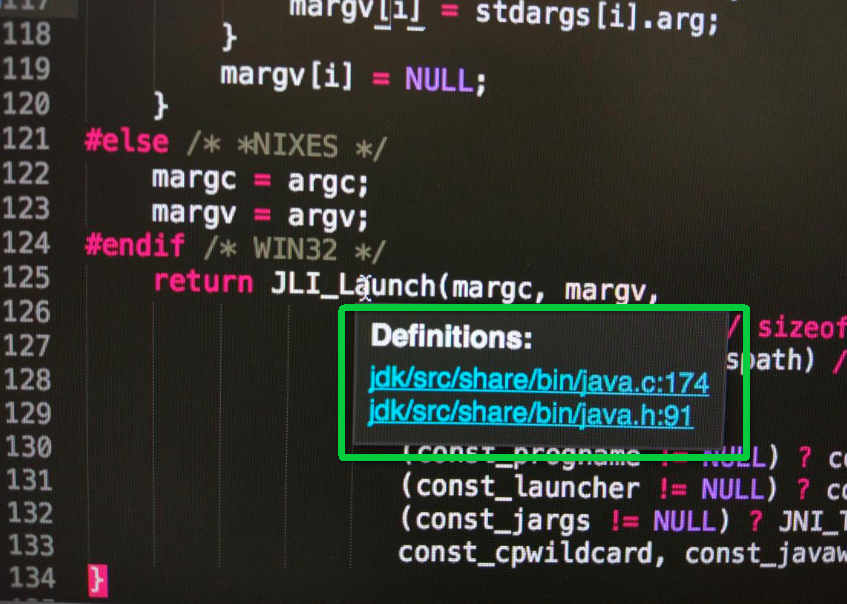 117 margv[i] = stdargs[i].arg;
118 }
119 margv[i] = NULL;
120 }
121 #else /* *NIXES */
122 margc = argc;
123 margv = argv;
124 #endif /* WIN32 */
125 return JLI_Launch(margc, margv,
126 / sizeof
127 spath) /
128
129
130 (const_progname != NULL) ? co
131 (const_launcher != NULL) ? co
132 (const_jargs != NULL) ? JNI_T
133 const_cpwildcard, const_javaw
134 }
Definitions:
jdk/src/share/bin/java.c:174
jdk/src/share/bin/java.h:91